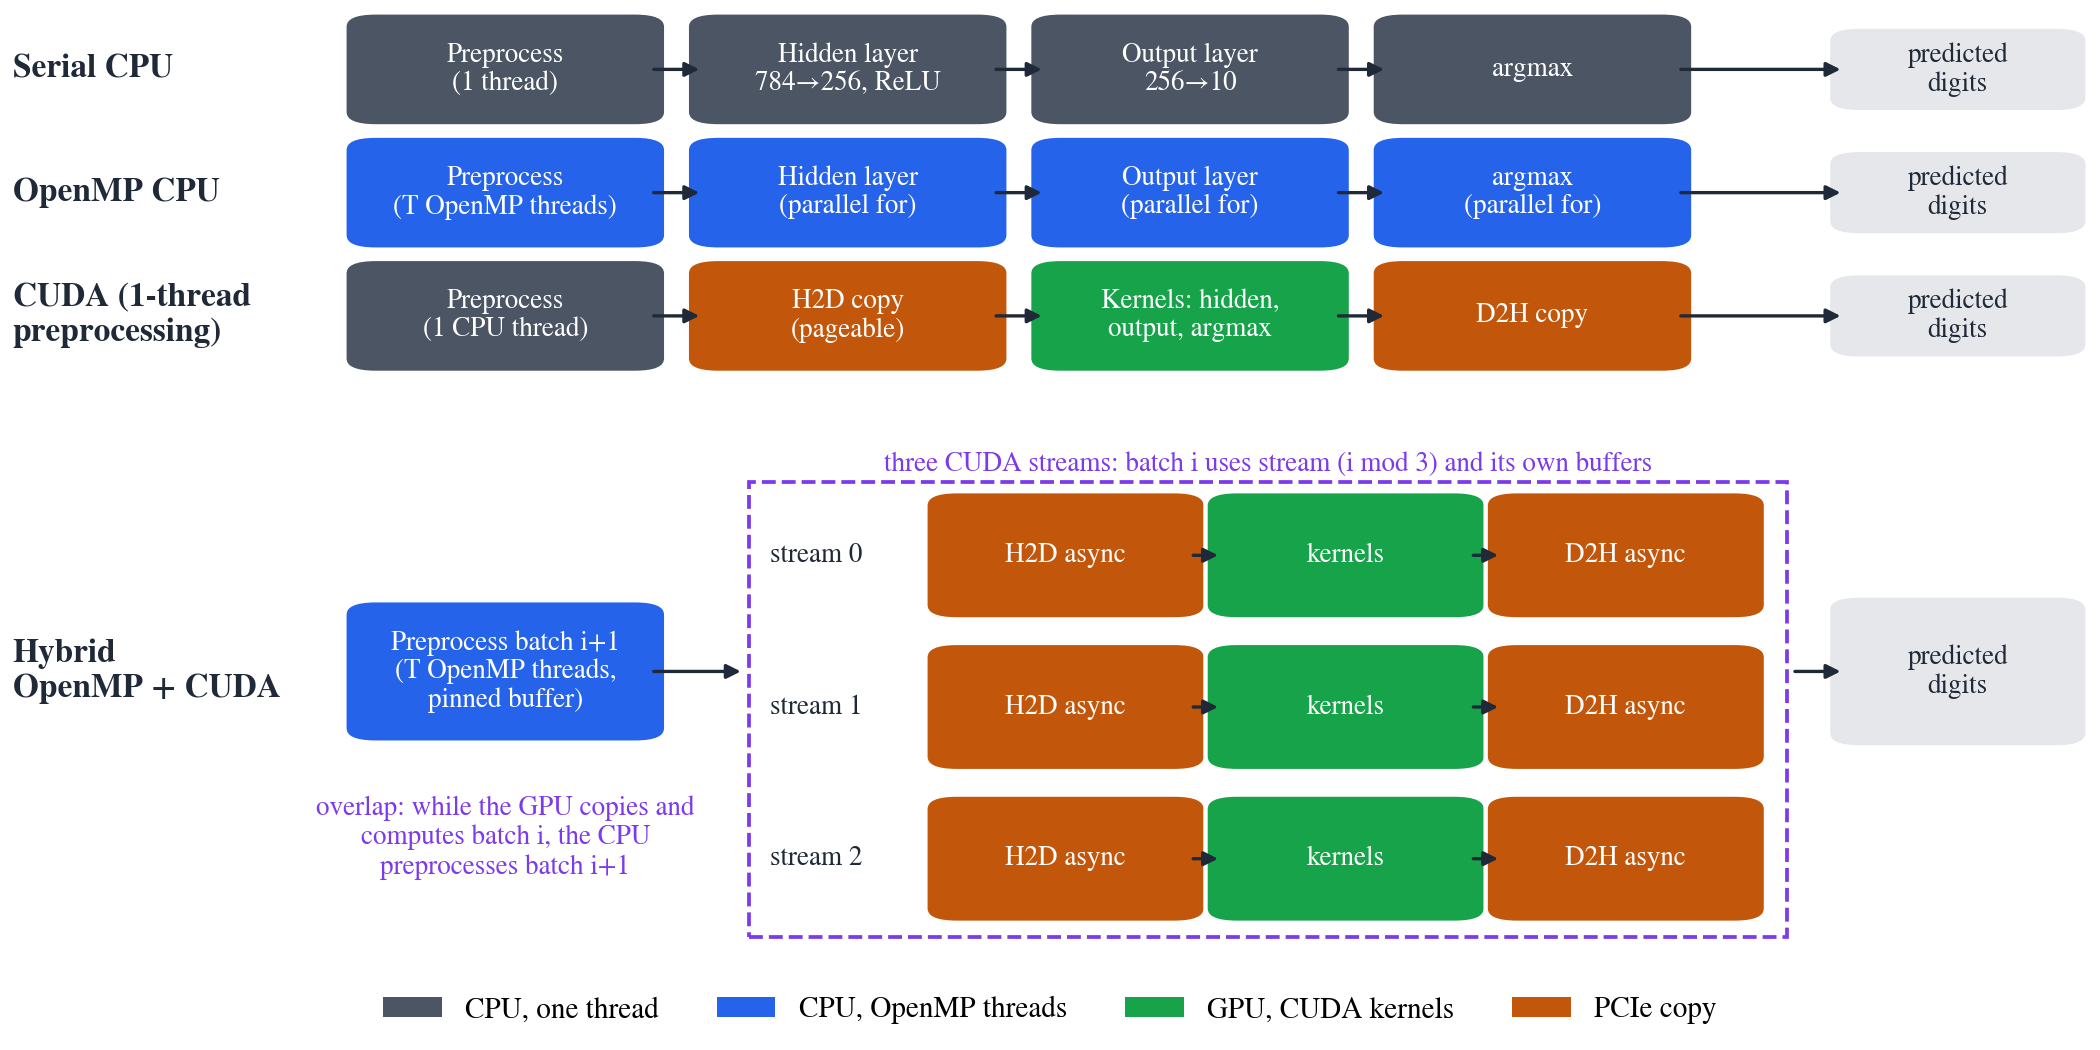 Serial CPU
Preprocess
(1 thread)
Hidden layer
784→256, ReLU
Output layer
256→10
argmax
predicted
digits
OpenMP CPU
Preprocess
(T OpenMP threads)
Hidden layer
(parallel for)
Output layer
(parallel for)
argmax
(parallel for)
predicted
digits
CUDA (1-thread
preprocessing)
Preprocess
(1 CPU thread)
H2D copy
(pageable)
Kernels: hidden,
output, argmax
D2H copy
predicted
digits
three CUDA streams: batch i uses stream (i mod 3) and its own buffers
Hybrid
OpenMP + CUDA
Preprocess batch i+1
(T OpenMP threads,
pinned buffer)
overlap: while the GPU copies and
computes batch i, the CPU
preprocesses batch i+1
stream 0
H2D async
kernels
D2H async
stream 1
H2D async
kernels
D2H async
stream 2
H2D async
kernels
D2H async
predicted
digits
CPU, one thread
CPU, OpenMP threads
GPU, CUDA kernels
PCIe copy